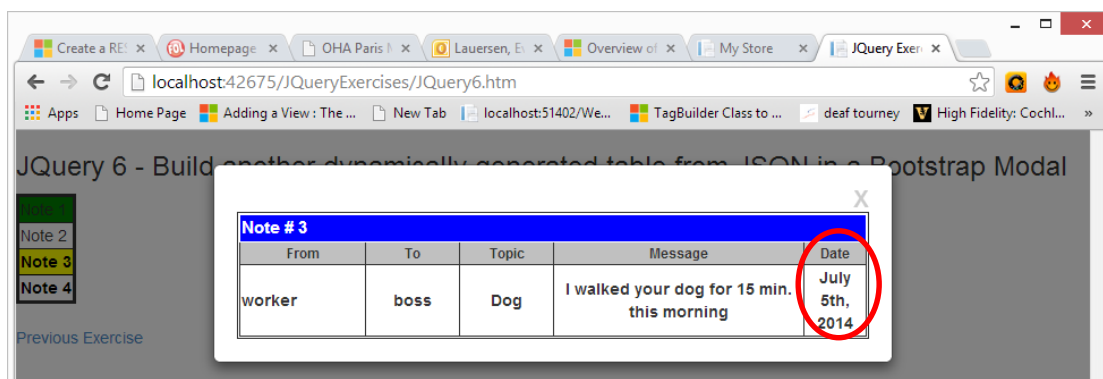 Create a RES
Homepage
OHA Paris
Lauersen, Ev
Overview of
My Store
JQuery Exerc
localhost:42675/JQueryExercises/JQuery6.htm
Apps
Home Page
Adding a View : The ...
New Tab
localhost:51402/We...
TagBuilder Class to ...
deaf tourney
High Fidelity: Cochl...
»
JQuery 6 - Build another dynamically generated table from JSON in a Bootstrap Modal
X
Note 1
Note 2
Note 3
Note 4
Note # 3
From To Topic Message Date
worker boss Dog I walked your dog for 15 min.
this morning
July
5th,
2014
Previous Exercise